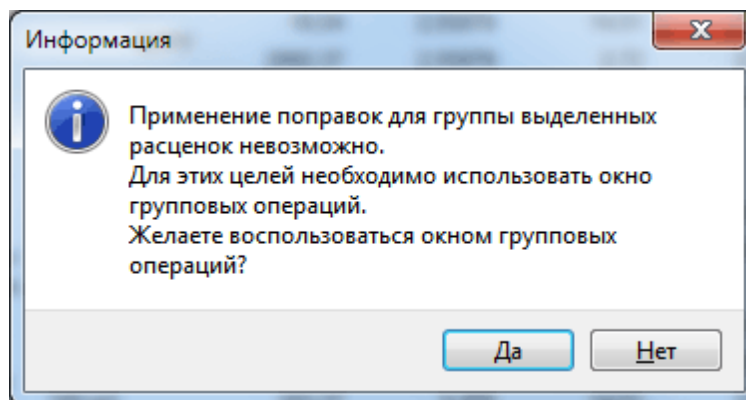 Информация
Применение поправок для группы выделенных
расценок невозможно.
Для этих целей необходимо использовать окно
групповых операций.
Желаете воспользоваться окном групповых
операций?
Да
Нет